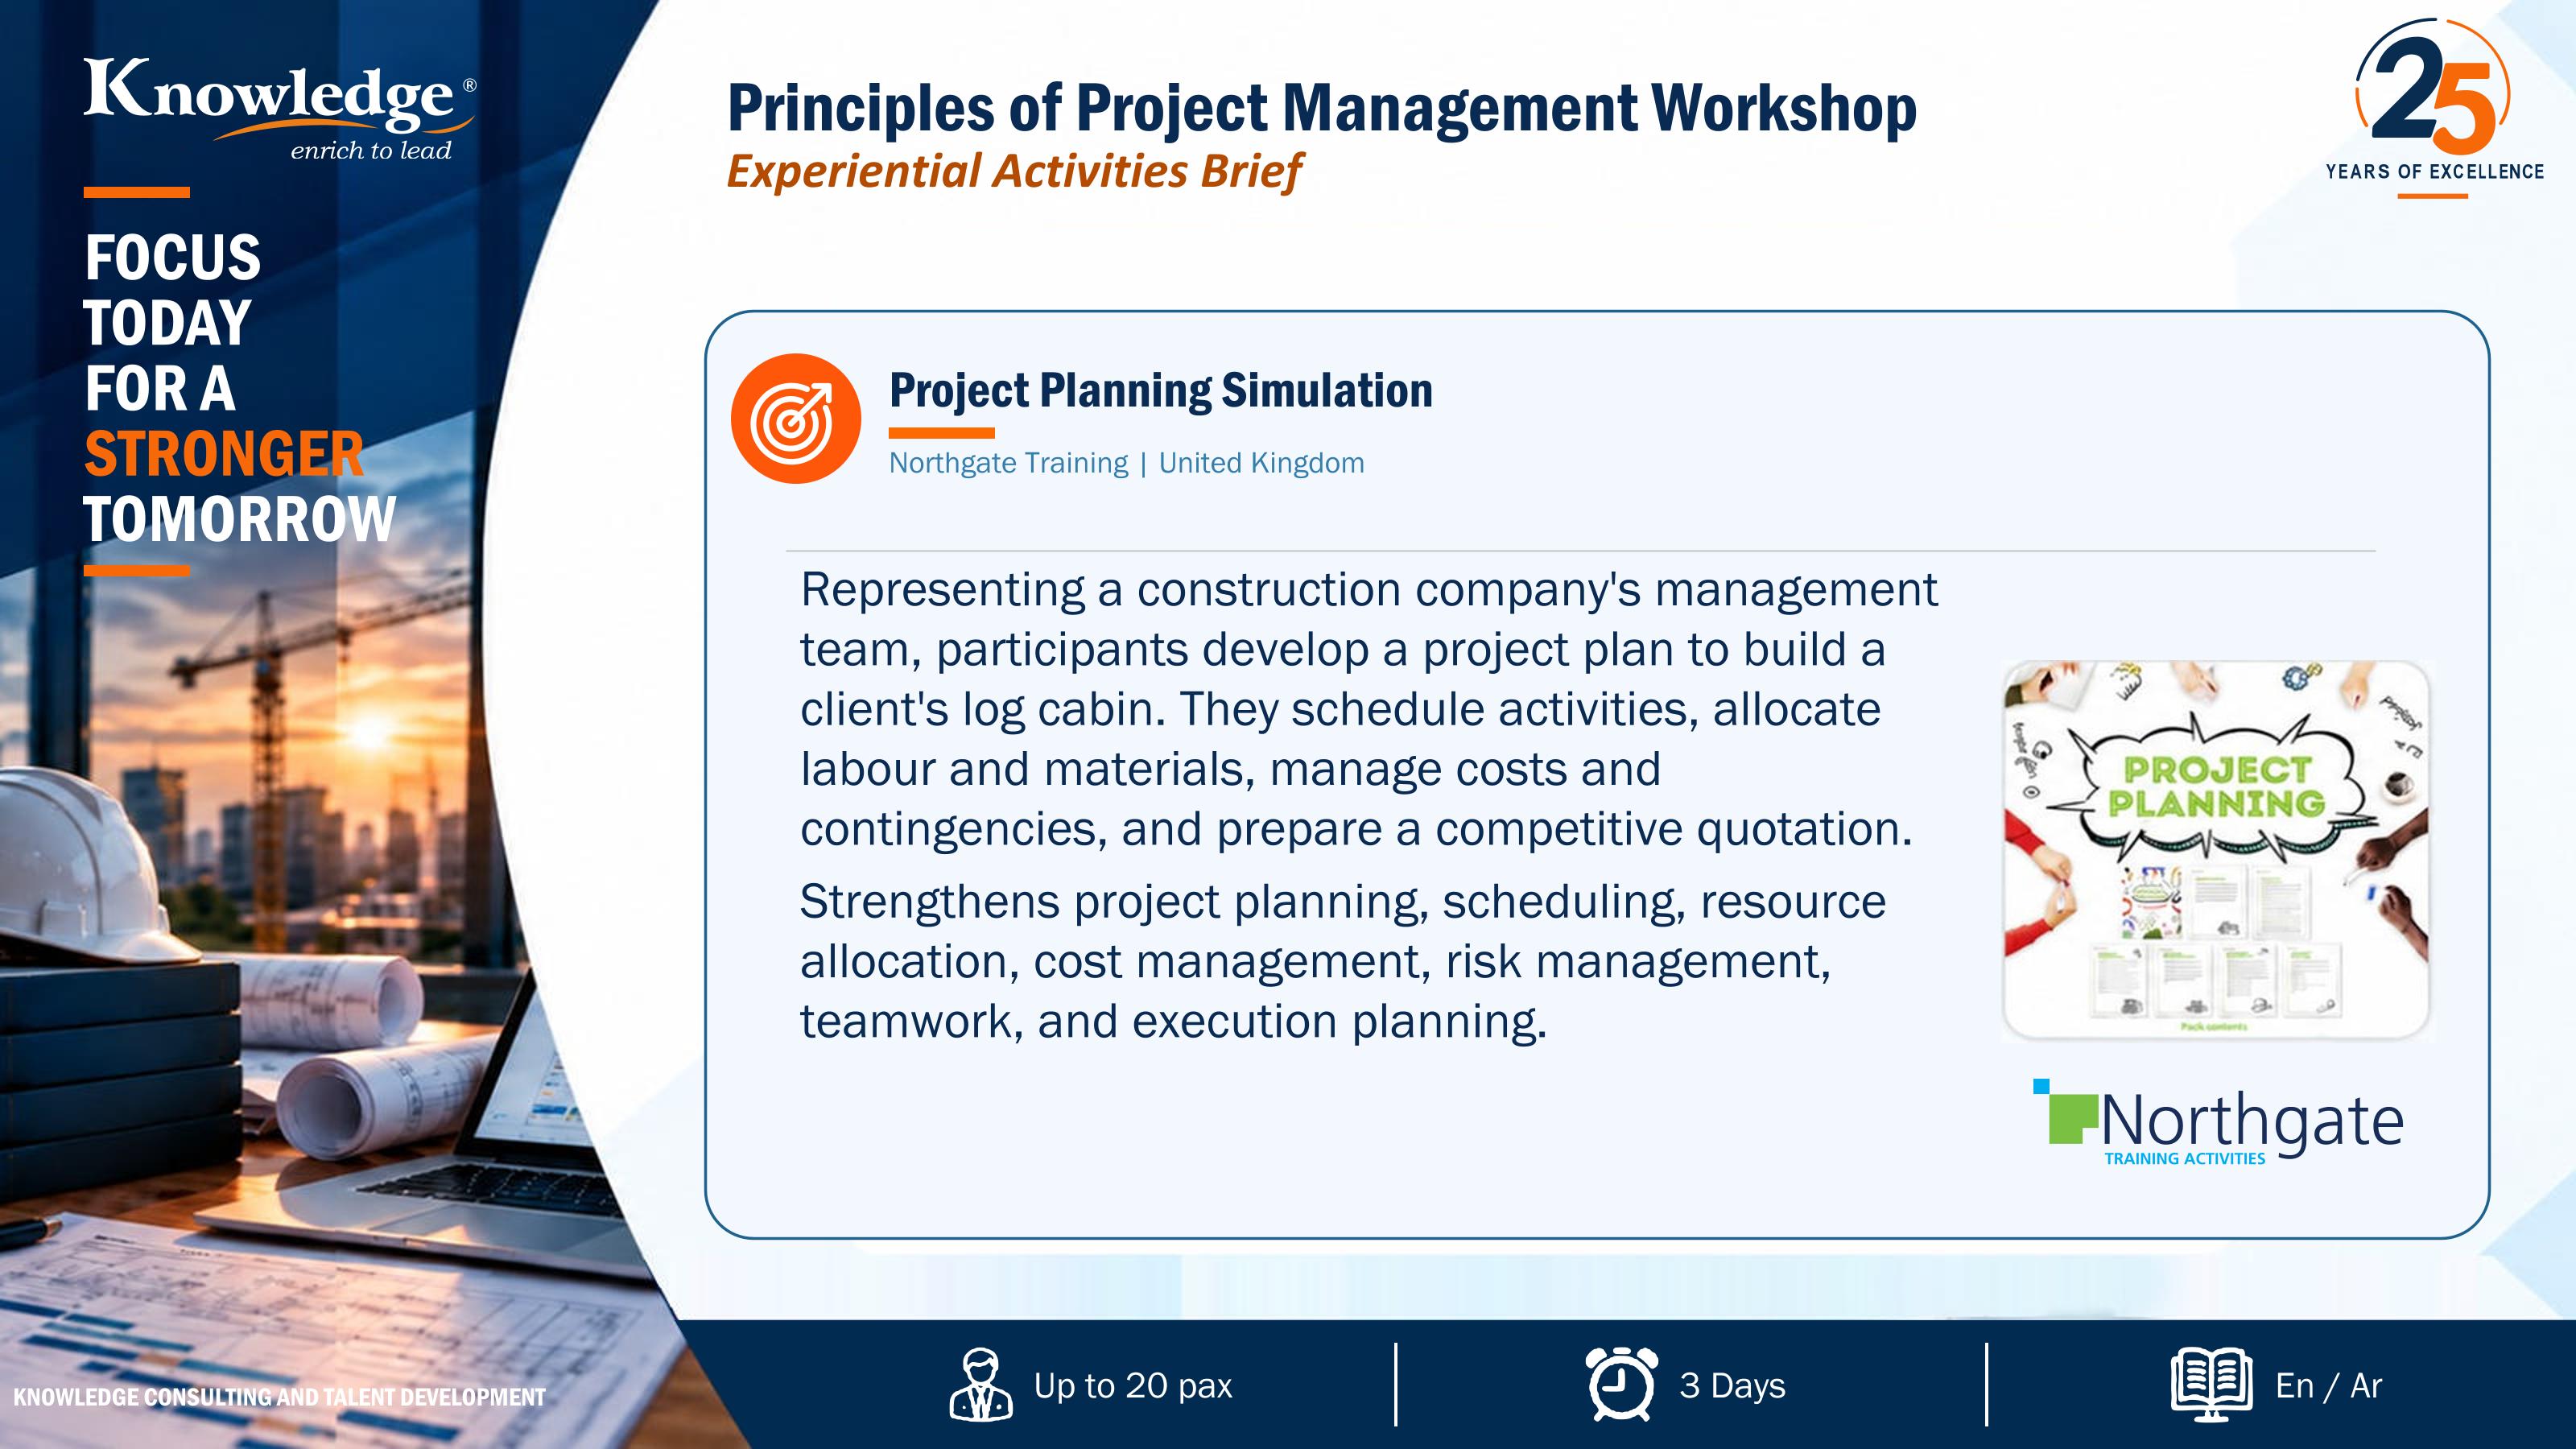 Knowledge®
enrich to lead
FOCUS
TODAY
FOR A
STRONGER
TOMORROW
KNOWLEDGE CONSULTING AND TALENT DEVELOPMENT
Principles of Project Management Workshop
Experiential Activities Brief
25
YEARS OF EXCELLENCE
Project Planning Simulation
Northgate Training | United Kingdom
Representing a construction company's management
team, participants develop a project plan to build a
client's log cabin. They schedule activities, allocate
labour and materials, manage costs and
contingencies, and prepare a competitive quotation.
Strengthens project planning, scheduling, resource
allocation, cost management, risk management,
teamwork, and execution planning.
PROJECT
PLANNING
Pack contents
Northgate
TRAINING ACTIVITIES
Up to 20 pax
3 Days
En / Ar